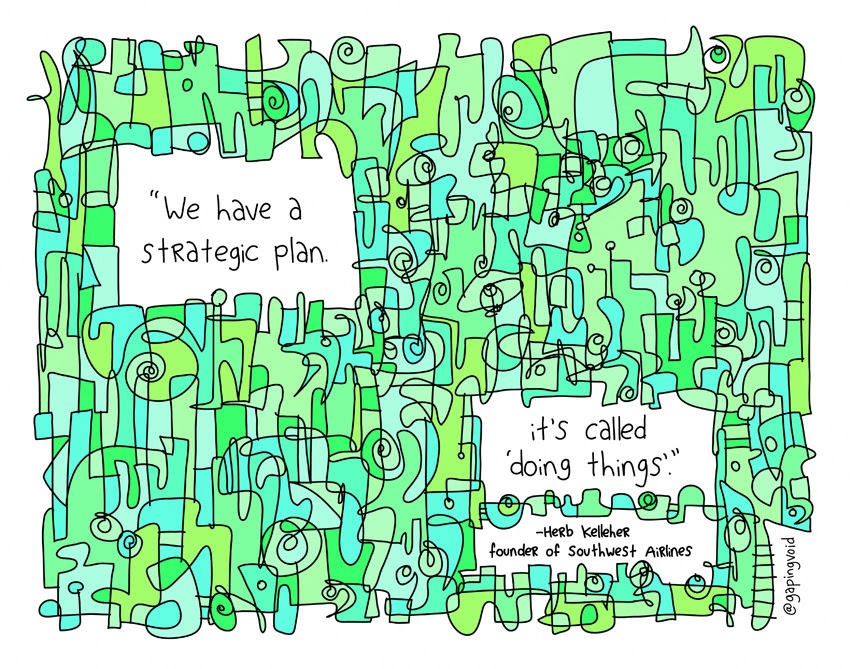 “We have a
strategic plan.
it's called
‘doing things’.”
-Herb Kelleher
founder of Southwest Airlines
@gapingvoid